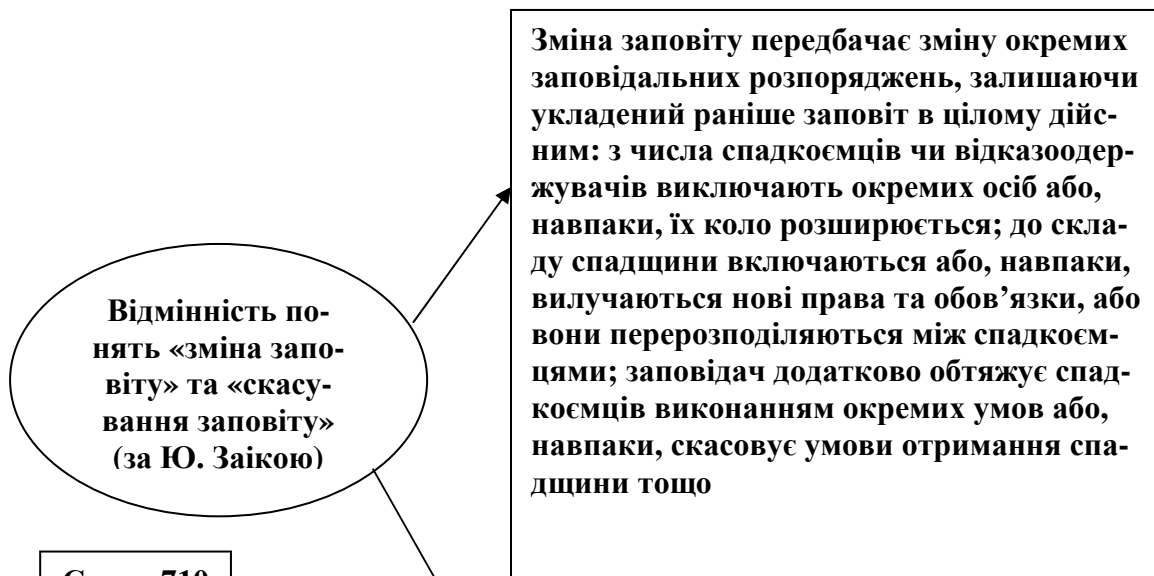 Зміна заповіту передбачає зміну окремих
заповідальних розпоряджень, залишаючи
укладений раніше заповіт в цілому дійс-
ним: з числа спадкоємців чи відказоодер-
жувачів виключають окремих осіб або,
навпаки, їх коло розширюється; до скла-
ду спадщини включаються або, навпаки,
вилучаються нові права та обов’язки, або
вони перерозподіляються між спадкоєм-
цями; заповідач додатково обтяжує спад-
коємців виконанням окремих умов або,
навпаки, скасовує умови отримання спа-
дщини тощо
Відмінність по-
нять «зміна запо-
віту» та «скасу-
вання заповіту»
(за Ю. Заікою)